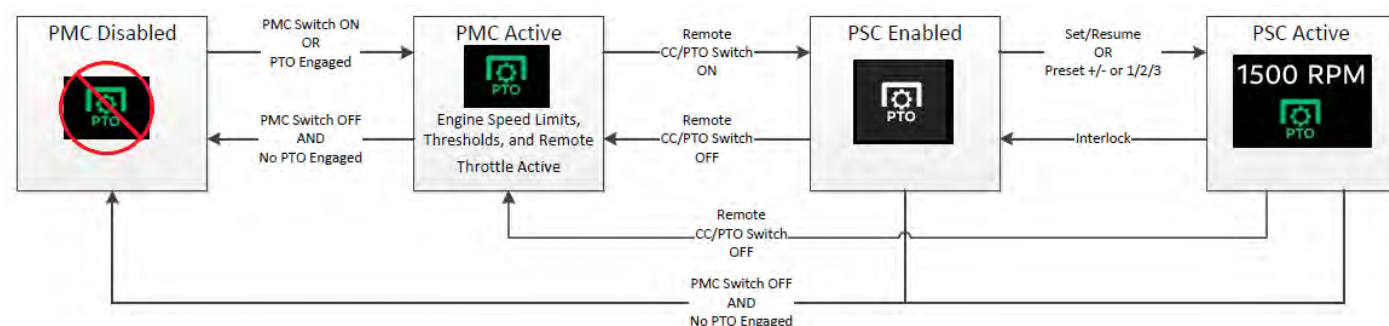 PMC Disabled
PTO
PMC Switch ON
OR
PTO Engaged
PMC Switch OFF
AND
No PTO Engaged
PMC Active
PTO
Engine Speed Limits,
Thresholds, and Remote
Throttle Active
Remote
CC/PTO Switch
ON
Remote
CC/PTO Switch
OFF
PSC Enabled
PTO
Set/Resume
OR
Preset +/- or 1/2/3
Interlock
PSC Active
1500 RPM
PTO
Remote
CC/PTO Switch
OFF
PMC Switch OFF
AND
No PTO Engaged